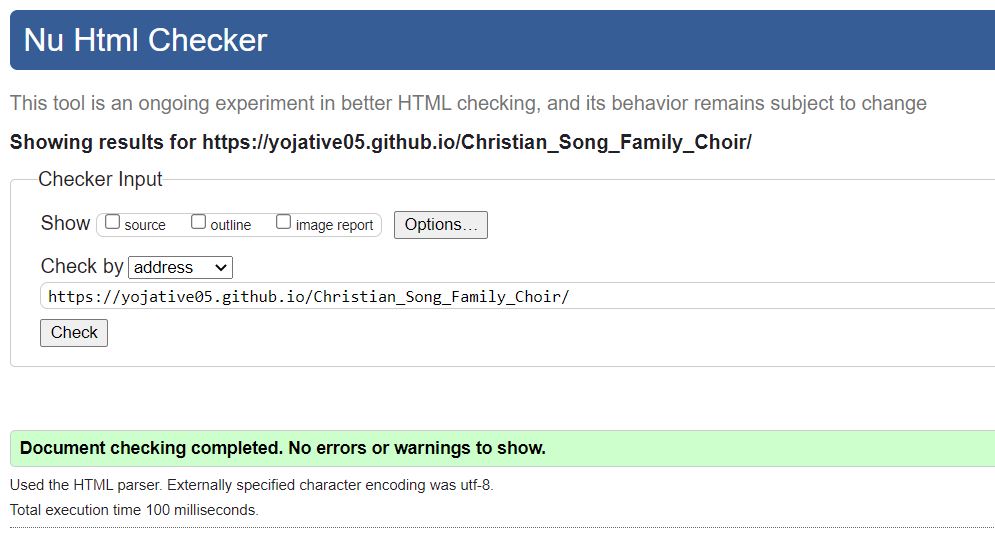 Nu Html Checker
This tool is an ongoing experiment in better HTML checking, and its behavior remains subject to change
Showing results for https://yojative05.github.io/Christian_Song_Family_Choir/
Checker Input
Show source outline image report Options…
Check by address
https://yojative05.github.io/Christian_Song_Family_Choir/
Check
Document checking completed. No errors or warnings to show.
Used the HTML parser. Externally specified character encoding was utf-8.
Total execution time 100 milliseconds.